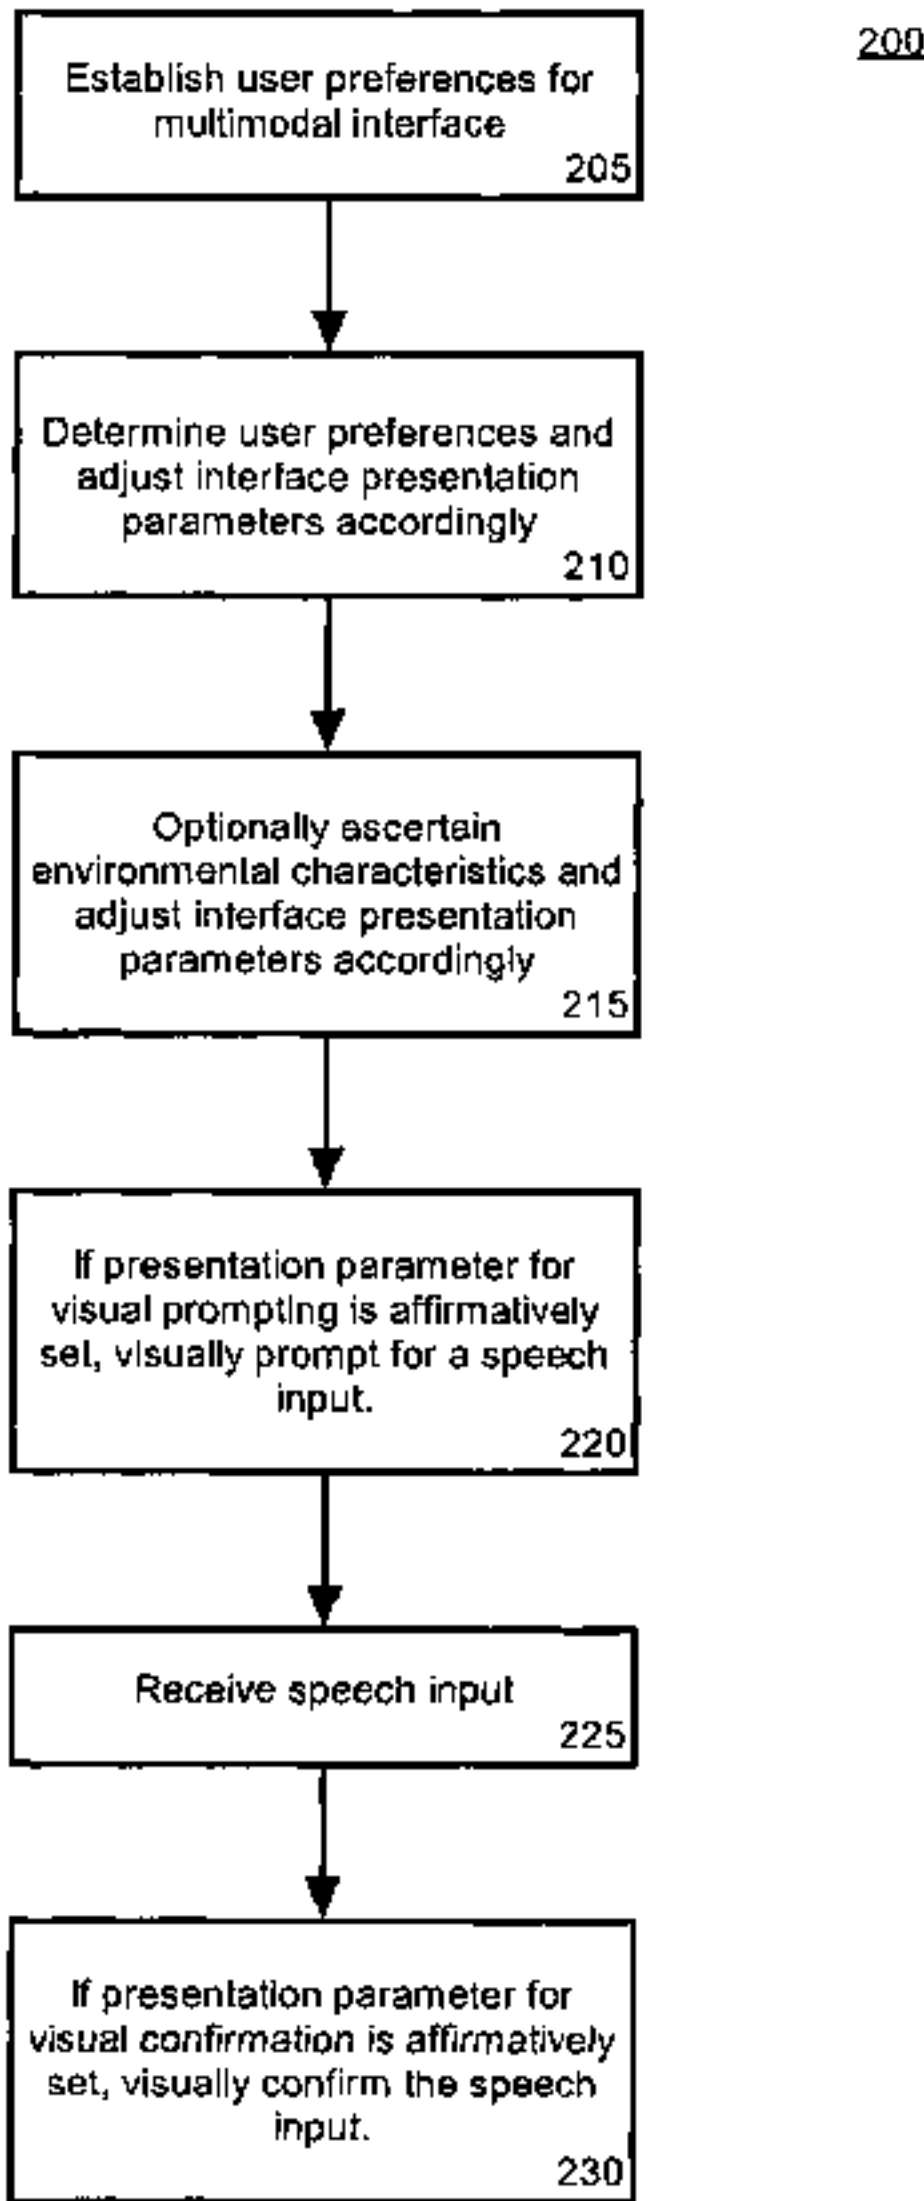 200
Establish user preferences for
multimodal interface
205
Determine user preferences and
adjust interface presentation
parameters accordingly
210
Optionally ascertain
environmental characteristics and
adjust interface presentation
parameters accordingly
215
If presentation parameter for
visual prompting is affirmatively
set, visually prompt for a speech
input.
220
Receive speech input
225
If presentation parameter for
visual confirmation is affirmatively
set, visually confirm the speech
input.
230